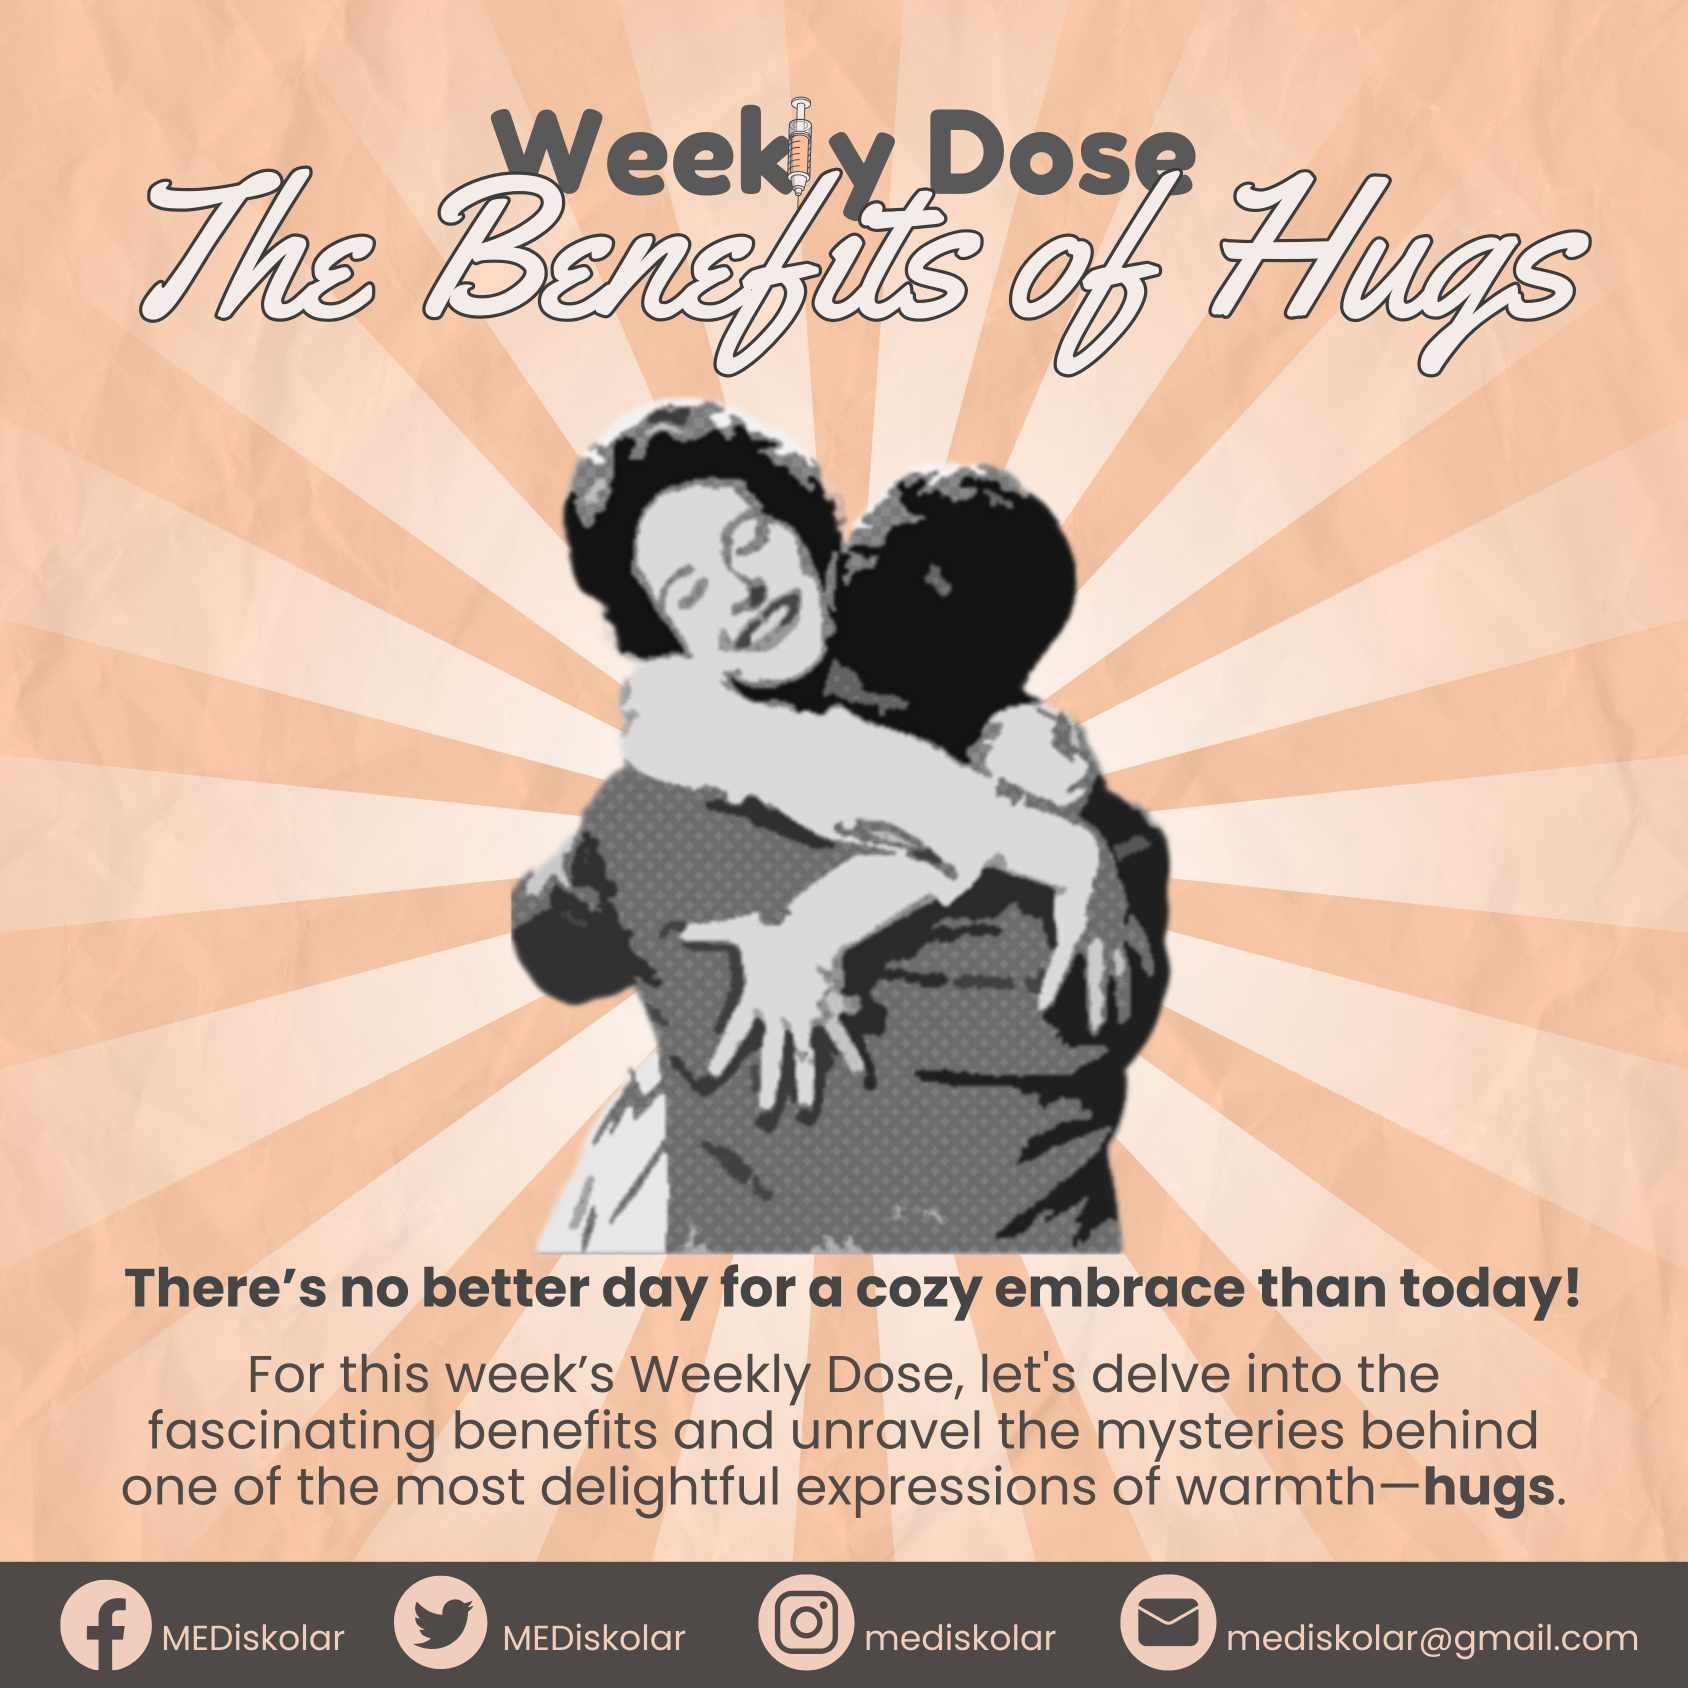 Weekly Dose
The Benefits of Hugs
There’s no better day for a cozy embrace than today!
For this week’s Weekly Dose, let's delve into the
fascinating benefits and unravel the mysteries behind
one of the most delightful expressions of warmth—hugs.
MEDiskolar MEDiskolar mediskolar mediskolar@gmail.com